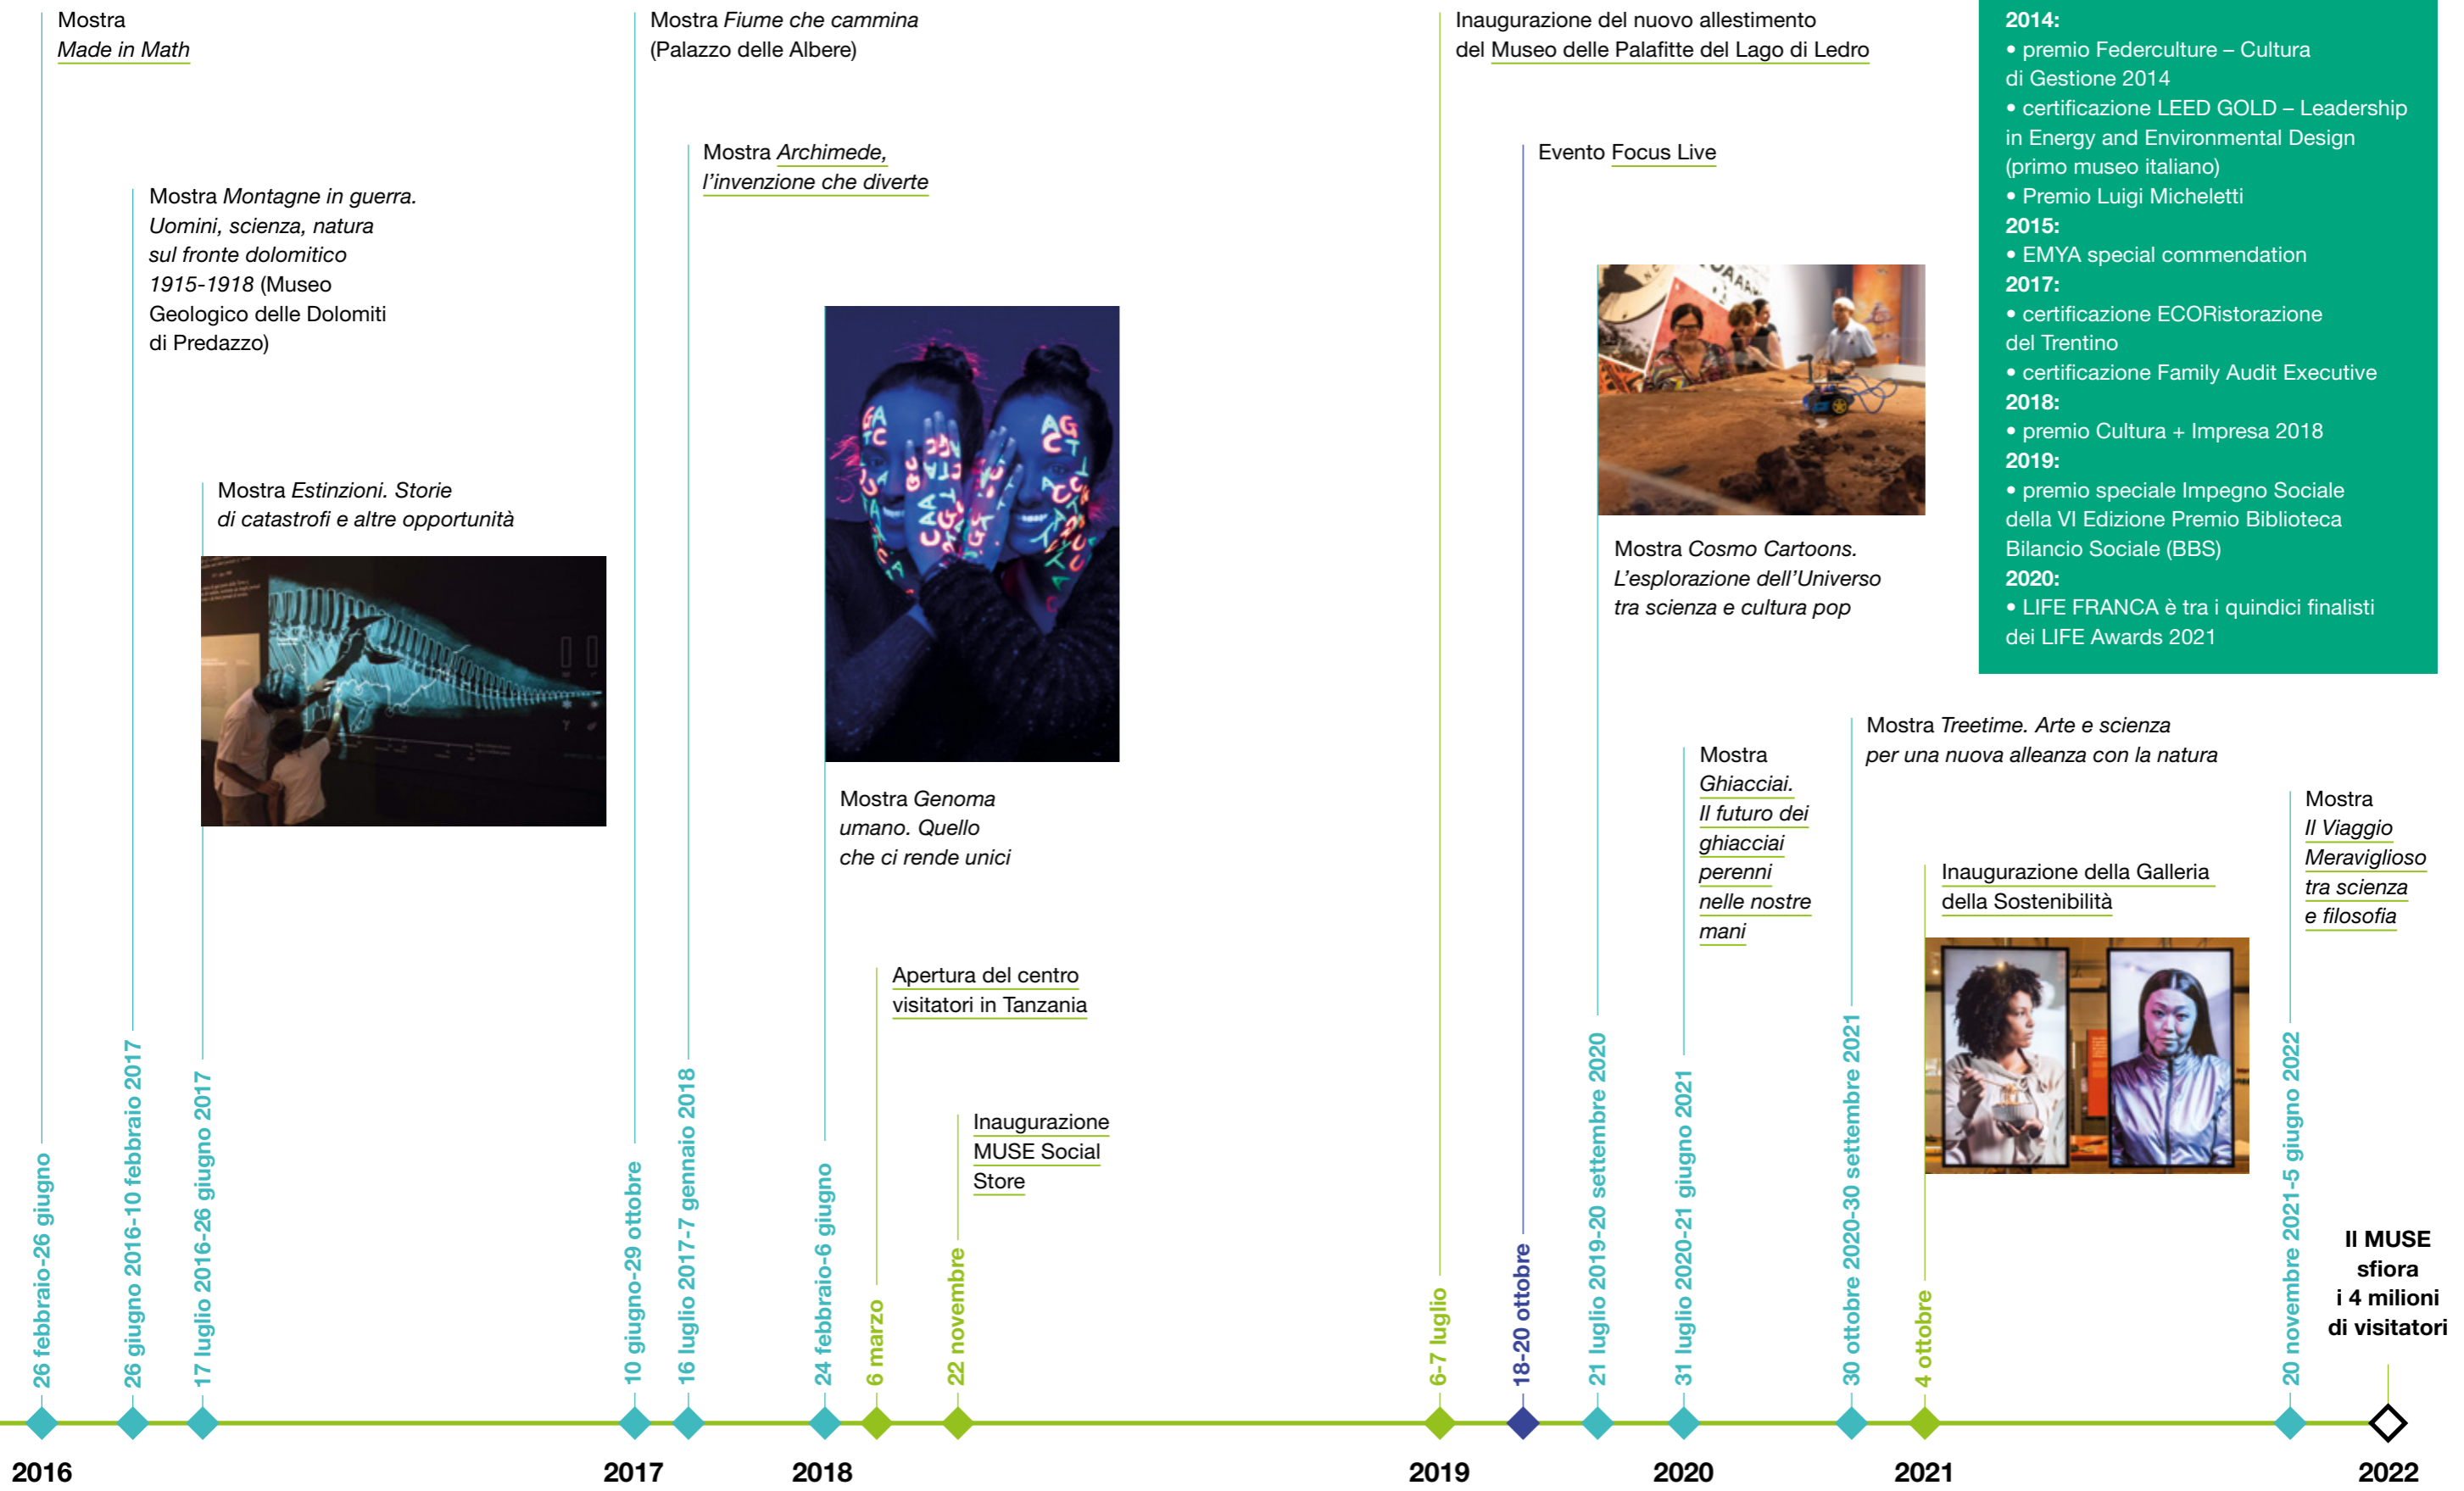 Mostra
Made in Math
Mostra Montagne in guerra.
Uomini, scienza, natura
sul fronte dolomitico
1915-1918 (Museo
Geologico delle Dolomiti
di Predazzo)
Mostra Estinzioni. Storie
di catastrofi e altre opportunità
Mostra Fiume che cammina
(Palazzo delle Albere)
Mostra Archimede,
l’invenzione che diverte
Mostra Genoma
umano. Quello
che ci rende unici
Apertura del centro
visitatori in Tanzania
Inaugurazione
MUSE Social
Store
Inaugurazione del nuovo allestimento
del Museo delle Palafitte del Lago di Ledro
Evento Focus Live
Mostra Cosmo Cartoons.
L’esplorazione dell’Universo
tra scienza e cultura pop
Mostra
Ghiacciai.
Il futuro dei
ghiacciai
perenni
nelle nostre
mani
Mostra Treetime. Arte e scienza
per una nuova alleanza con la natura
Inaugurazione della Galleria
della Sostenibilità
Mostra
Il Viaggio
Meraviglioso
tra scienza
e filosofia
2014:
• premio Federculture – Cultura
di Gestione 2014
• certificazione LEED GOLD – Leadership
in Energy and Environmental Design
(primo museo italiano)
• Premio Luigi Micheletti
2015:
• EMYA special commendation
2017:
• certificazione ECORistorazione
del Trentino
• certificazione Family Audit Executive
2018:
• premio Cultura + Impresa 2018
2019:
• premio speciale Impegno Sociale
della VI Edizione Premio Biblioteca
Bilancio Sociale (BBS)
2020:
• LIFE FRANCA è tra i quindici finalisti
dei LIFE Awards 2021
26 febbraio-26 giugno
26 giugno 2016-10 febbraio 2017
17 luglio 2016-26 giugno 2017
10 giugno-29 ottobre
16 luglio 2017-7 gennaio 2018
24 febbraio-6 giugno
6 marzo
22 novembre
6-7 luglio
18-20 ottobre
21 luglio 2019-20 settembre 2020
31 luglio 2020-21 giugno 2021
30 ottobre 2020-30 settembre 2021
4 ottobre
20 novembre 2021-5 giugno 2022
Il MUSE
sfiora
i 4 milioni
di visitatori
2016
2017
2018
2019
2020
2021
2022